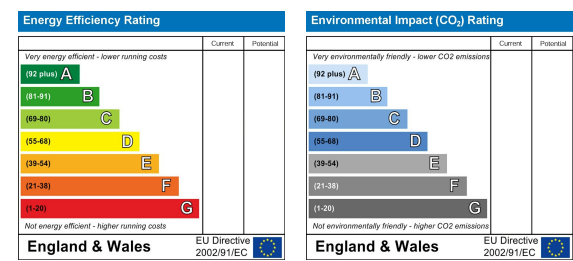 Energy Efficiency Rating
Current Potential
Very energy efficient - lower running costs
(92 plus) A
(81-91) B
(69-80) C
(55-68) D
(39-54) E
(21-38) F
(1-20) G
Not energy efficient - higher running costs
England & Wales
EU Directive
2002/91/EC
Environmental Impact (CO₂) Rating
Current Potential
Very environmentally friendly - lower CO2 emissions
(92 plus) A
(81-91) B
(69-80) C
(55-68) D
(39-54) E
(21-38) F
(1-20) G
Not environmentally friendly - higher CO2 emissions
England & Wales
EU Directive
2002/91/EC